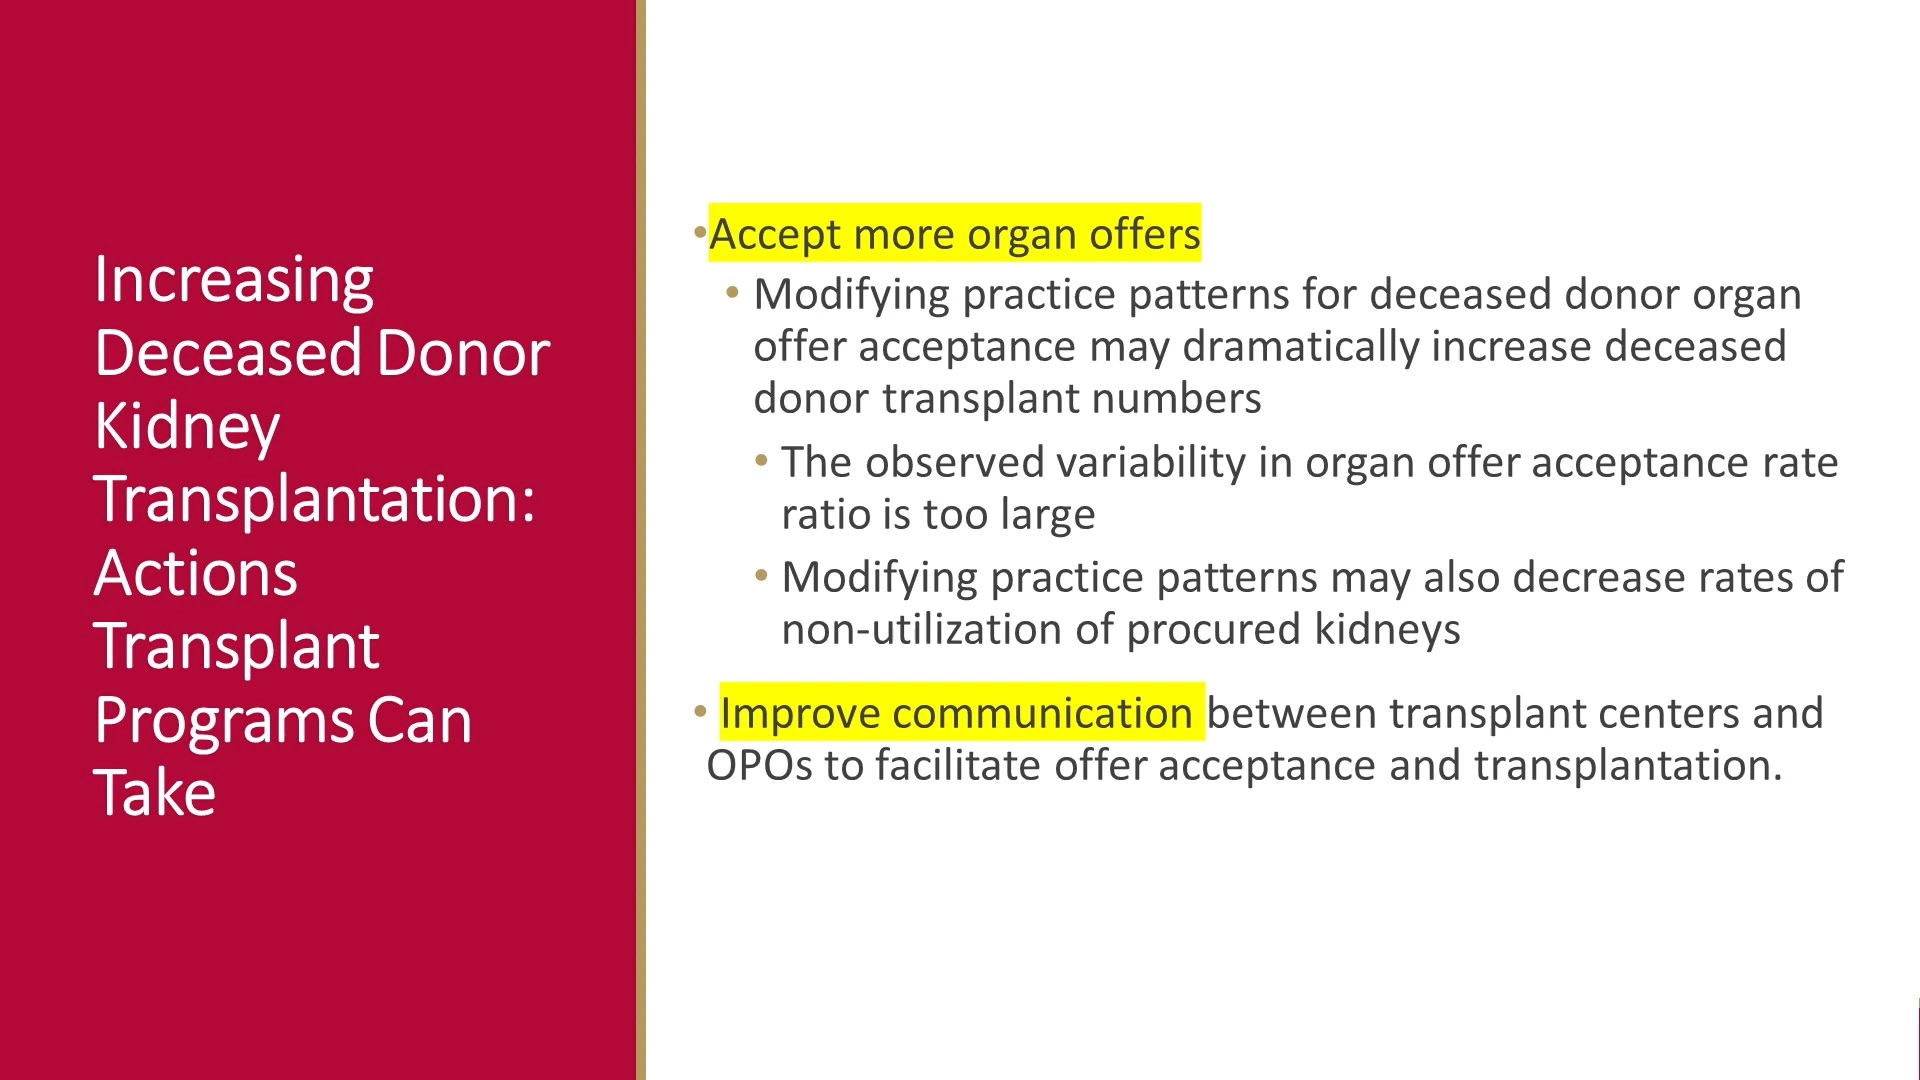 Increasing
Deceased Donor
Kidney
Transplantation:
Actions
Transplant
Programs Can
Take
•Accept more organ offers
• Modifying practice patterns for deceased donor organ
offer acceptance may dramatically increase deceased
donor transplant numbers
• The observed variability in organ offer acceptance rate
ratio is too large
• Modifying practice patterns may also decrease rates of
non-utilization of procured kidneys
• Improve communication between transplant centers and
OPOs to facilitate offer acceptance and transplantation.